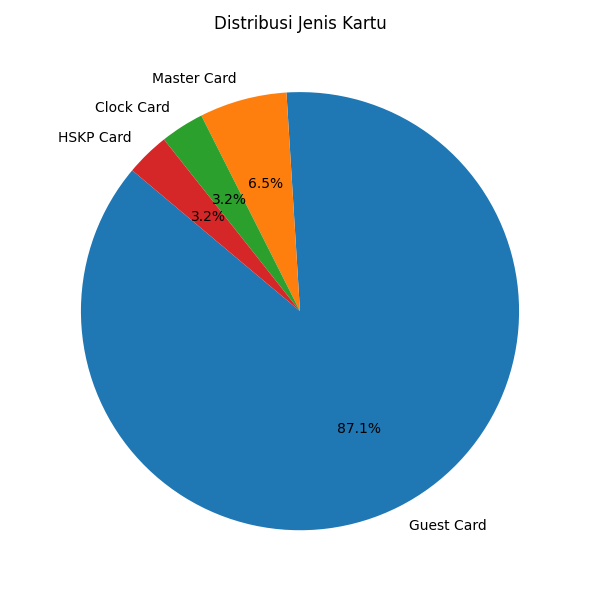 Distribusi Jenis Kartu
Master Card
Clock Card
HSKP Card
6.5%
3.2%
3.2%
87.1%
Guest Card